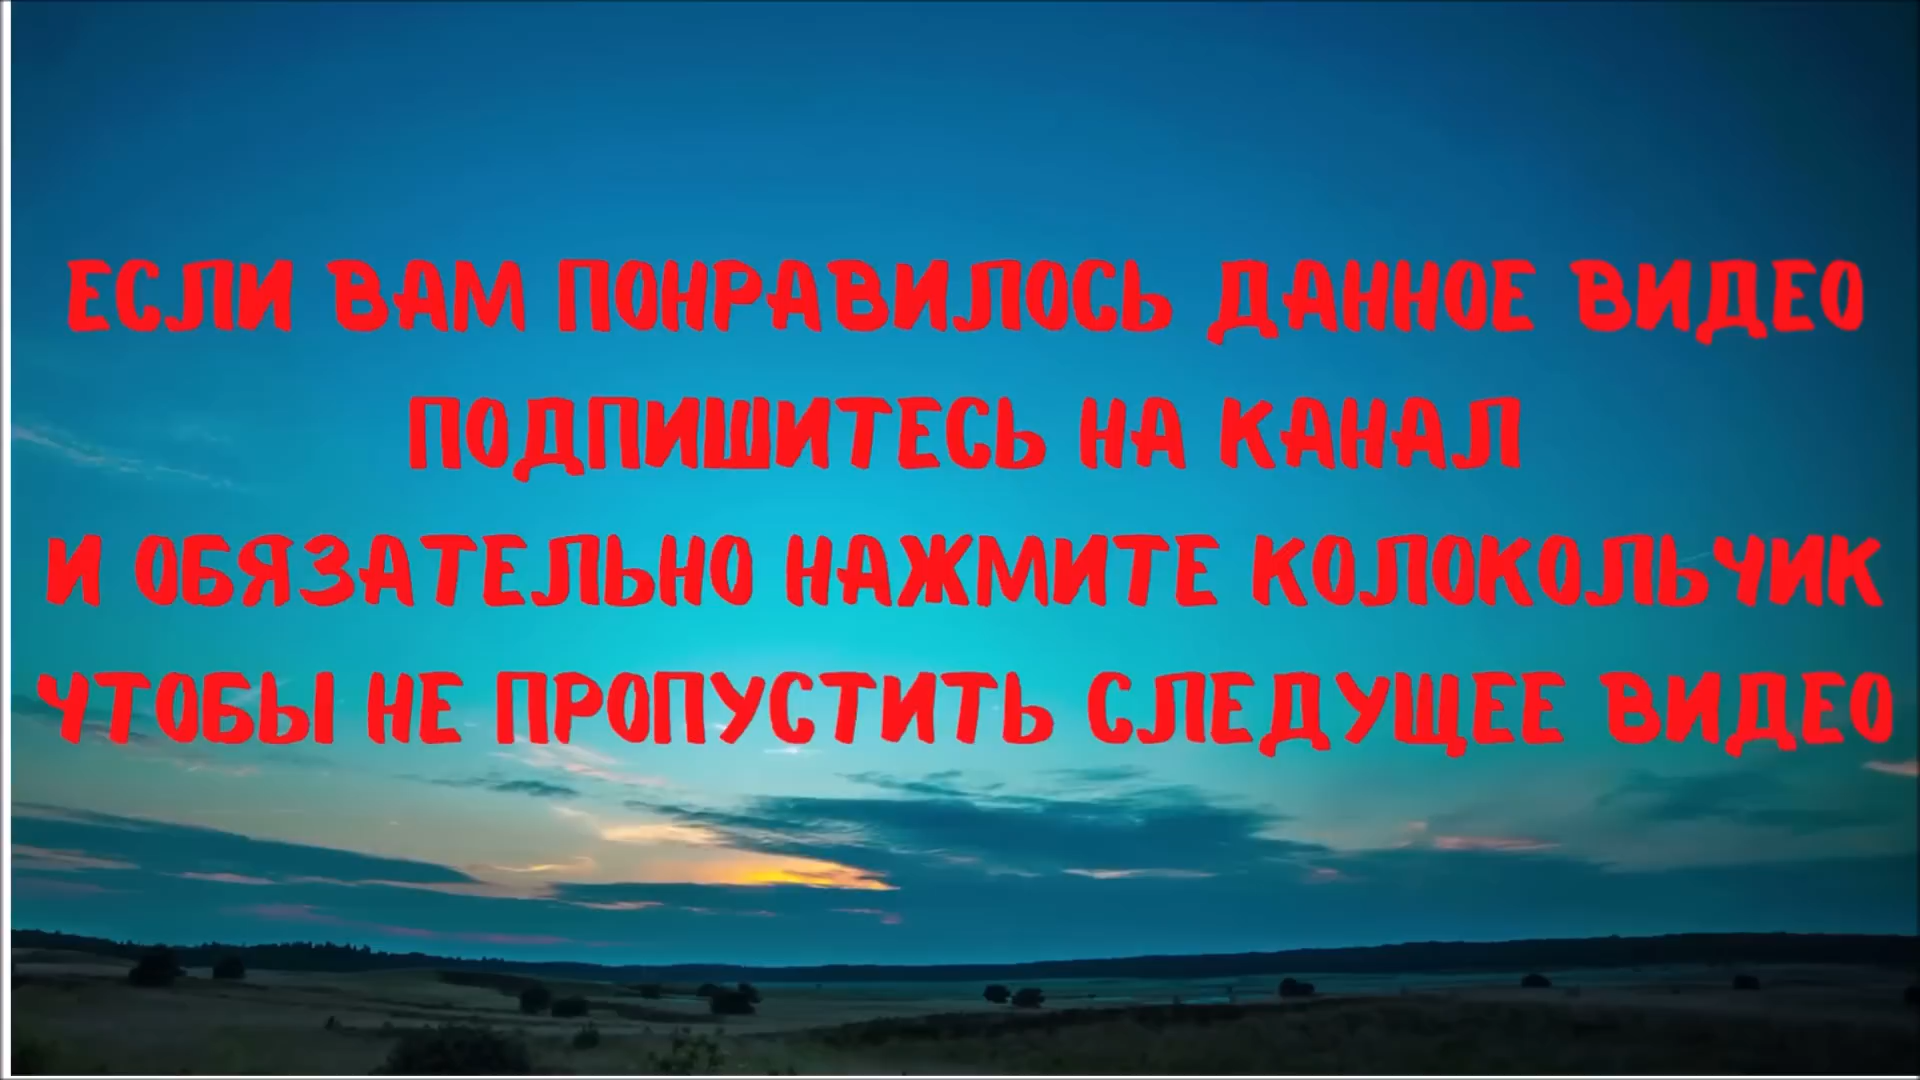 ЕСЛИ ВАМ ПОНРАВИЛОСЬ ДАННОЕ ВИДЕО
ПОДПИШИТЕСЬ НА КАНАЛ
И ОБЯЗАТЕЛЬНО НАЖМИТЕ КОЛОКОЛЬЧИК
ЧТОБЫ НЕ ПРОПУСТИТЬ СЛЕДУЩЕЕ ВИДЕО